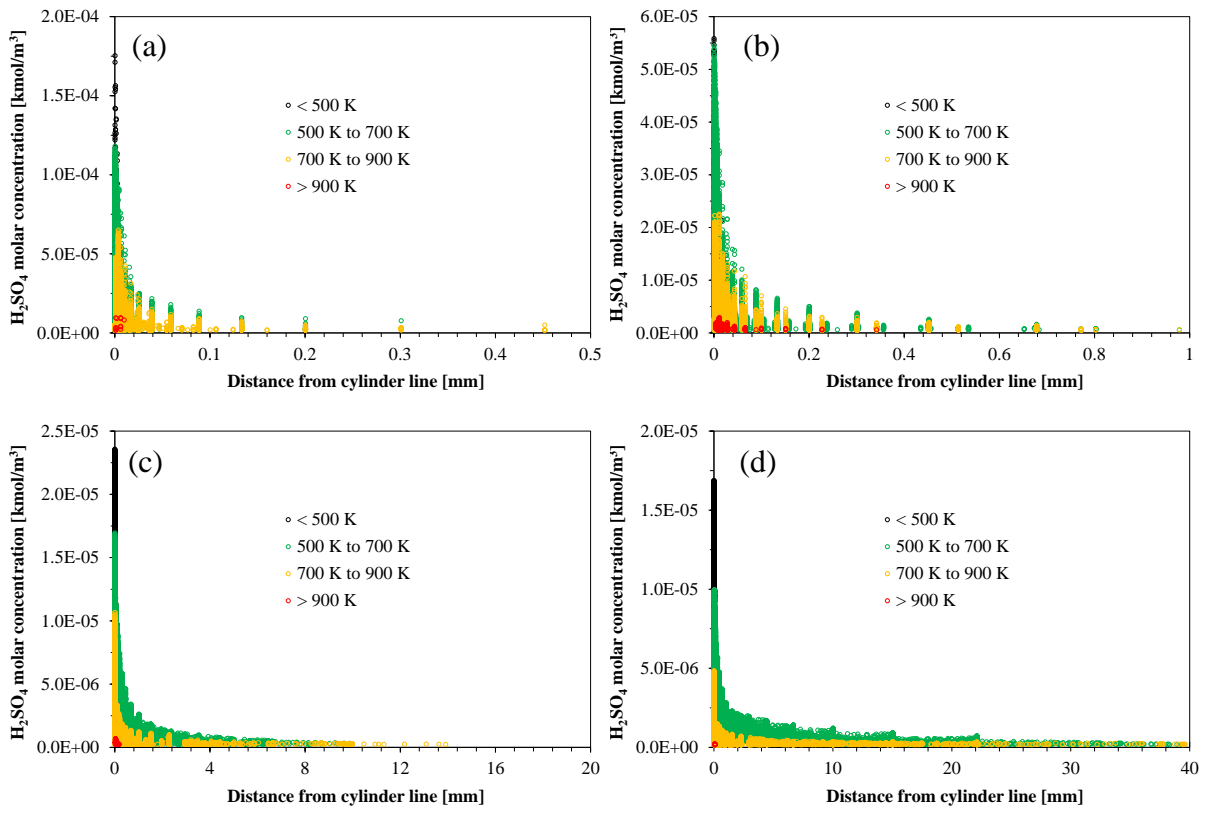 H₂SO₄ molar concentration [kmol/m³]
2.0E-04
1.5E-04
1.0E-04
5.0E-05
0.0E+00
(a)
< 500 K
500 K to 700 K
700 K to 900 K
> 900 K
0 0.1 0.2 0.3 0.4 0.5
Distance from cylinder line [mm]
H₂SO₄ molar concentration [kmol/m³]
6.0E-05
5.0E-05
4.0E-05
3.0E-05
2.0E-05
1.0E-05
0.0E+00
(b)
< 500 K
500 K to 700 K
700 K to 900 K
> 900 K
0 0.2 0.4 0.6 0.8 1
Distance from cylinder line [mm]
H₂SO₄ molar concentration [kmol/m³]
2.5E-05
2.0E-05
1.5E-05
1.0E-05
5.0E-06
0.0E+00
(c)
< 500 K
500 K to 700 K
700 K to 900 K
> 900 K
0 4 8 12 16 20
Distance from cylinder line [mm]
H₂SO₄ molar concentration [kmol/m³]
2.0E-05
1.5E-05
1.0E-05
5.0E-06
0.0E+00
(d)
< 500 K
500 K to 700 K
700 K to 900 K
> 900 K
0 10 20 30 40
Distance from cylinder line [mm]